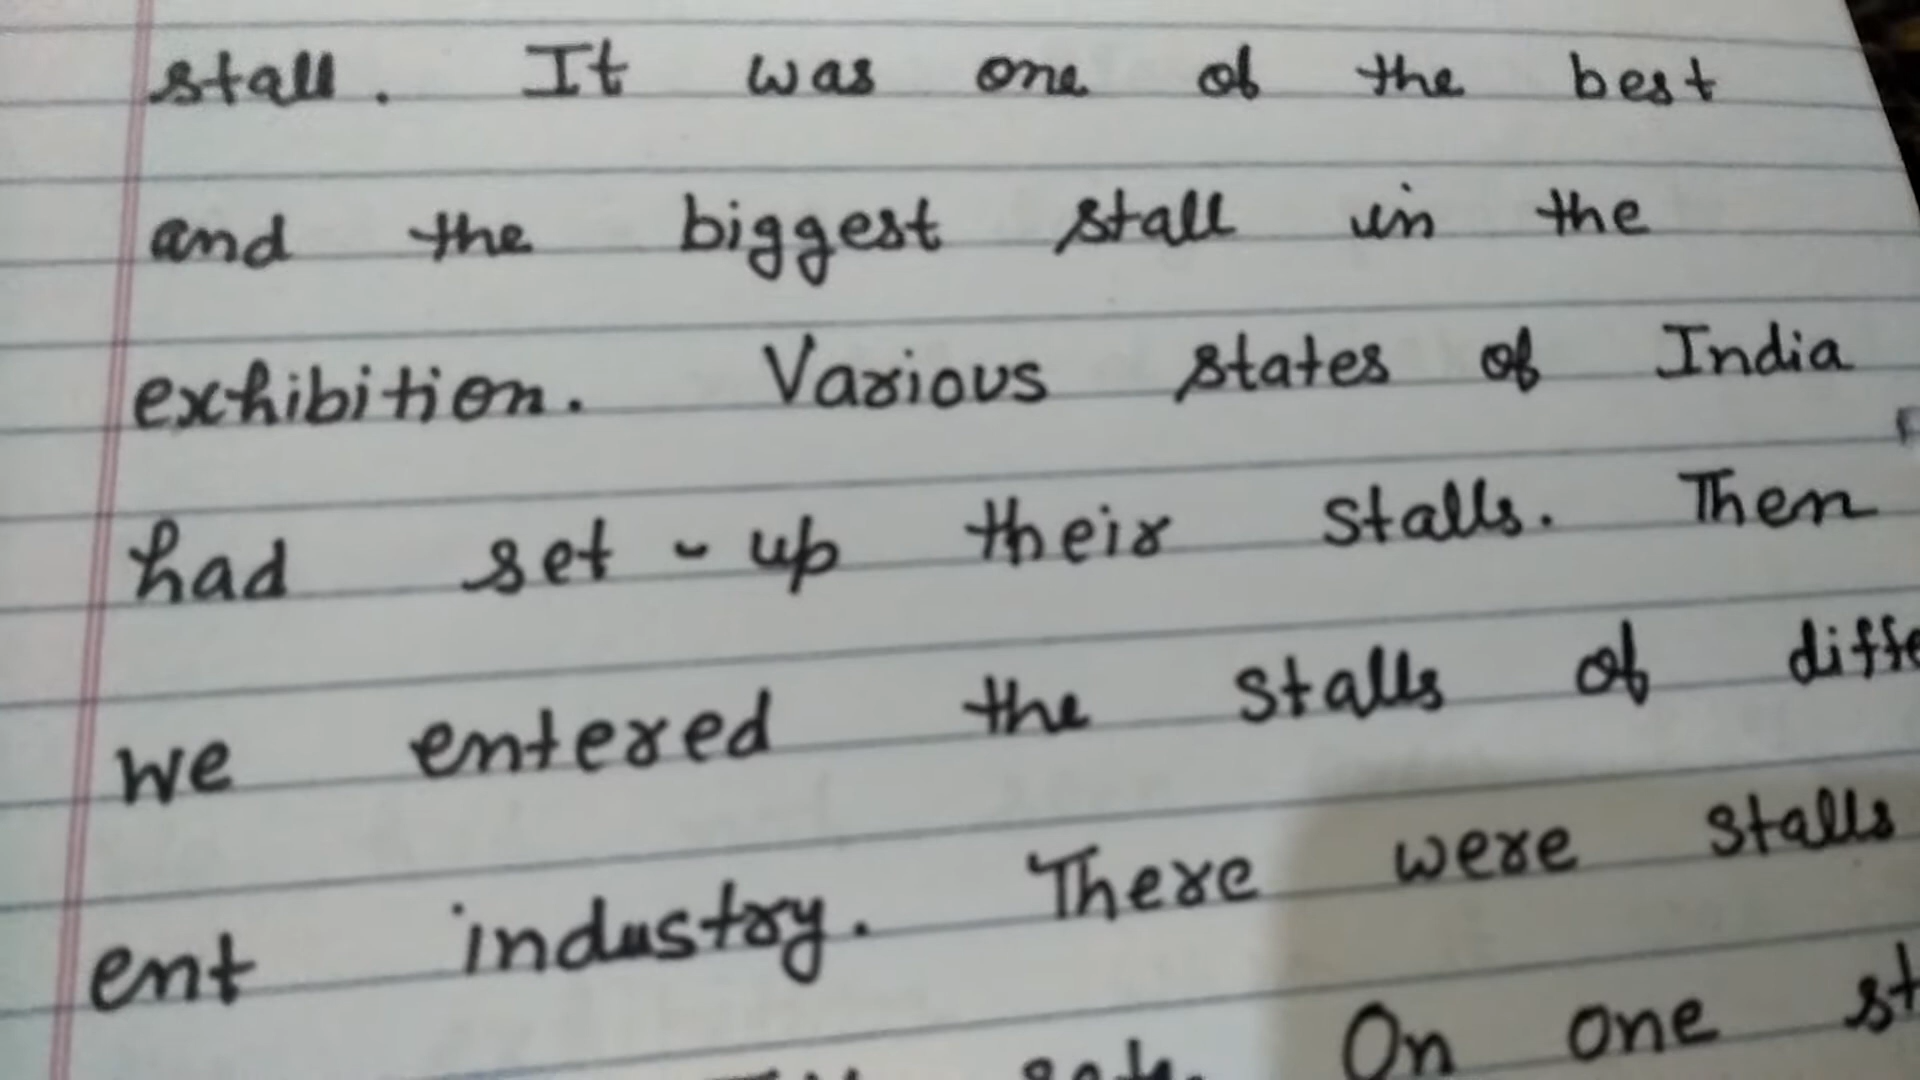 stall. It was one of the best
and the biggest stall in the
exhibition. Various states of India
had set-up their stalls. Then
we entered the stalls of diffe
ent industry. There were stalls
On one st